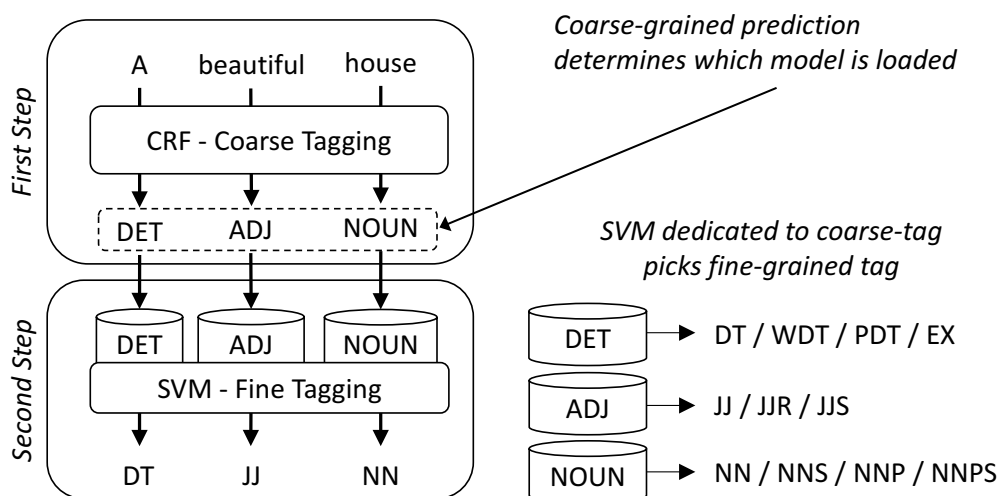 First Step
A beautiful house
CRF - Coarse Tagging
DET ADJ NOUN
Second Step
DET ADJ NOUN
SVM - Fine Tagging
DT JJ NN
Coarse-grained prediction
determines which model is loaded
SVM dedicated to coarse-tag
picks fine-grained tag
DET DT / WDT / PDT / EX
ADJ JJ / JJR / JJS
NOUN NN / NNS / NNP / NNPS